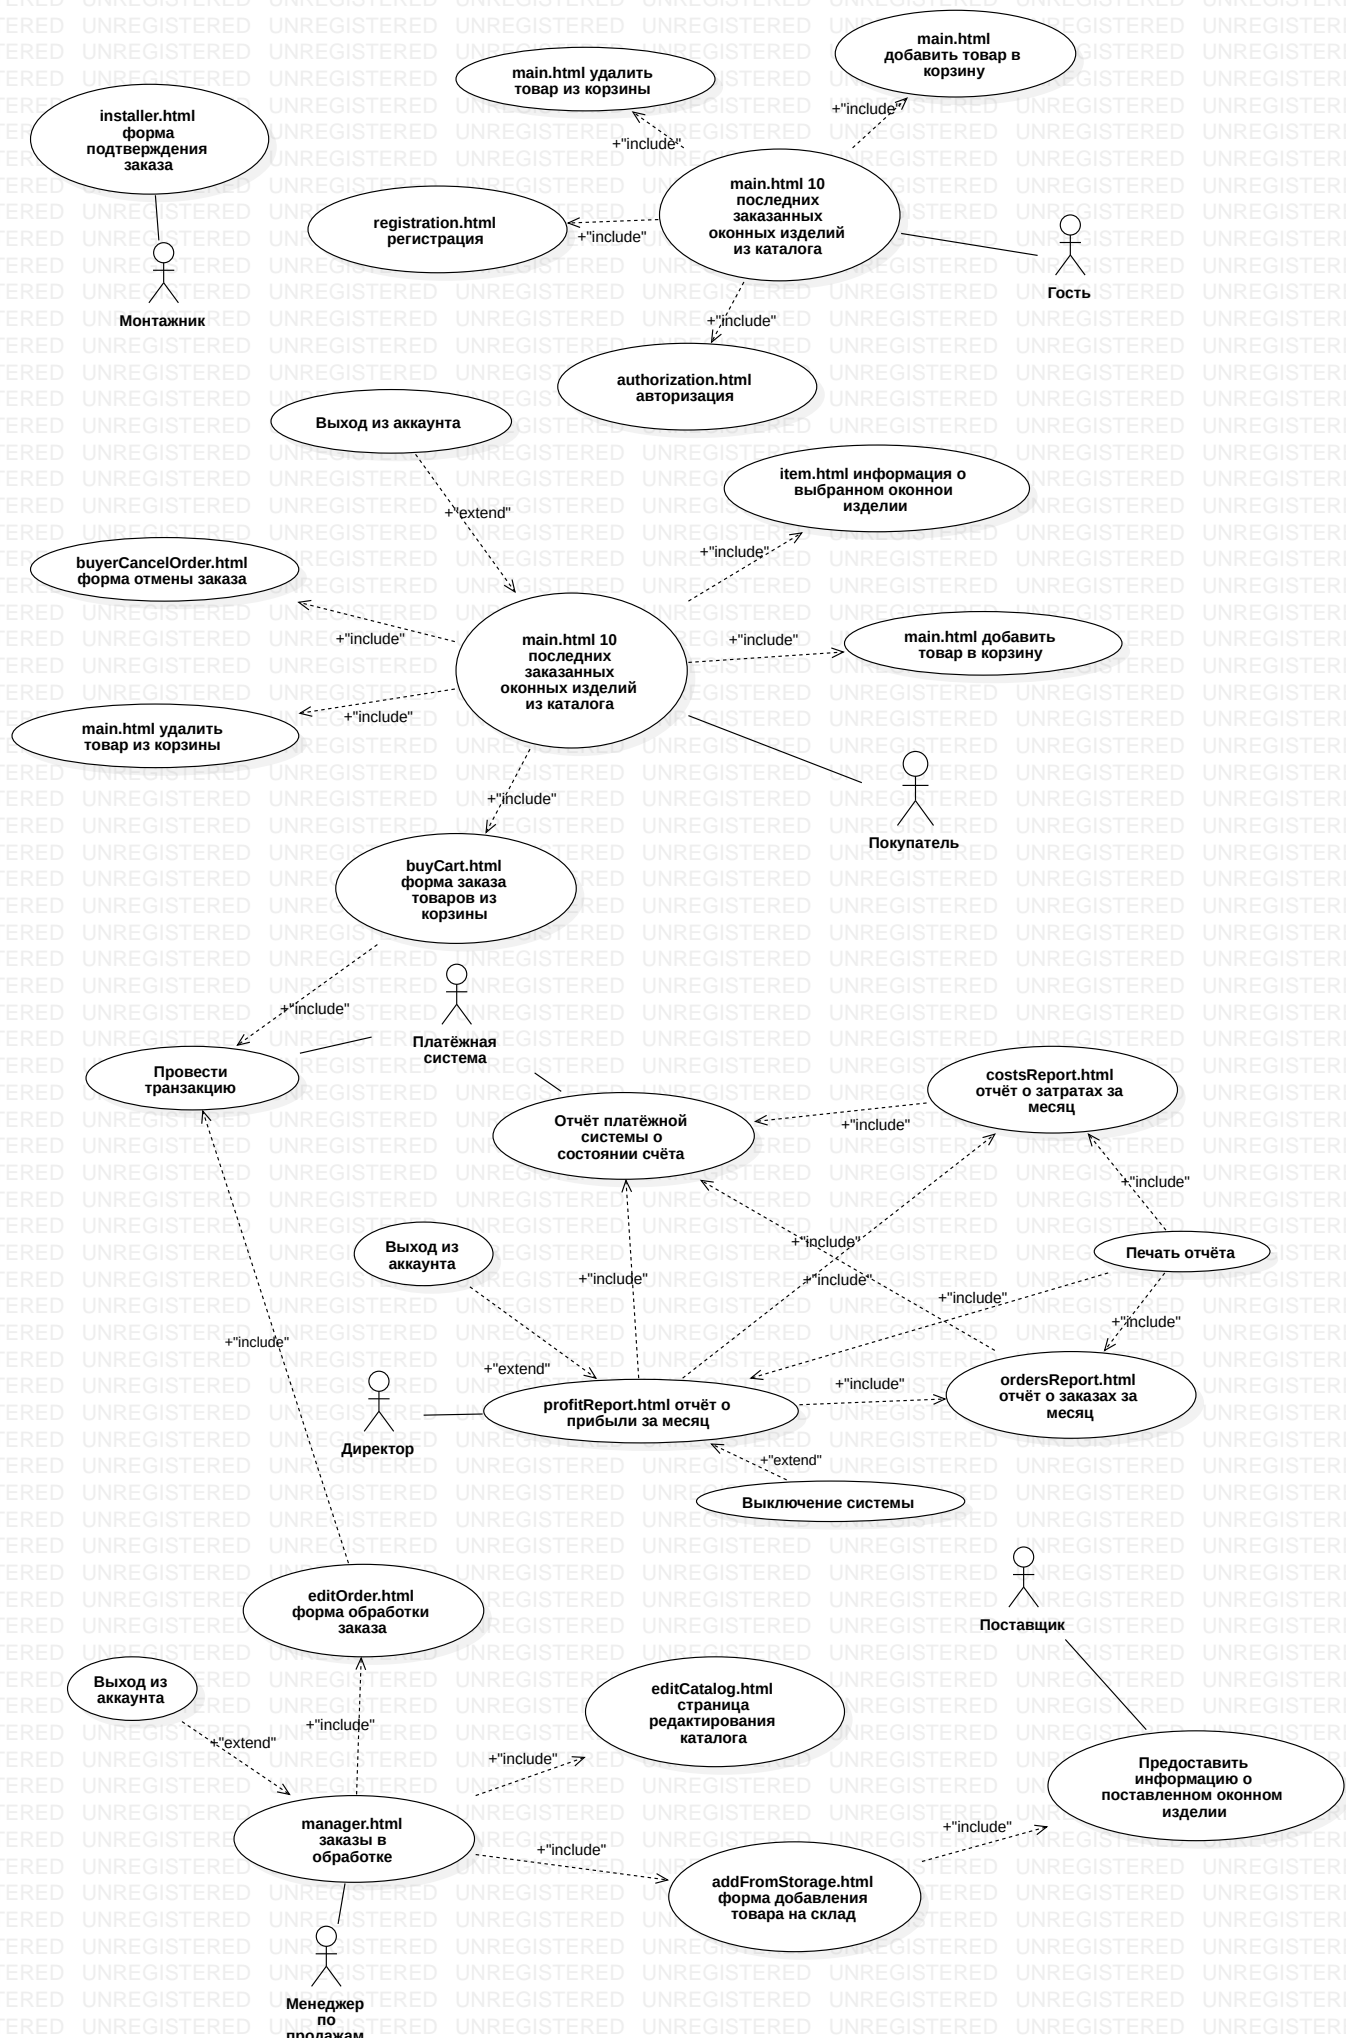 main.html
добавить товар в
корзину
main.html удалить
товар из корзины
+"include"
+"include"
installer.html
форма
подтверждения
заказа
main.html 10
последних
заказанных
оконных изделий
из каталога
registration.html
регистрация
+"include"
Гость
Монтажник
+"include"
authorization.html
авторизация
Выход из аккаунта
item.html информация о
выбранном оконнои
изделии
+"extend"
+"include"
buyerCancelOrder.html
форма отмены заказа
+"include"
main.html 10
последних
заказанных
оконных изделий
из каталога
+"include"
main.html добавить
товар в корзину
+"include"
main.html удалить
товар из корзины
+"include"
Покупатель
buyCart.html
форма заказа
товаров из
корзины
+"include"
Платёжная
система
Провести
транзакцию
costsReport.html
отчёт о затратах за
месяц
Отчёт платёжной
системы о
состоянии счёта
+"include"
+"include"
+"include"
Выход из
аккаунта
Печать отчёта
+"include"
+"include"
+"include"
+"include"
+"include"
+"extend"
+"include"
ordersReport.html
отчёт о заказах за
месяц
profitReport.html отчёт о
прибыли за месяц
Директор
+"extend"
Выключение системы
editOrder.html
форма обработки
заказа
Поставщик
Выход из
аккаунта
editCatalog.html
страница
редактирования
каталога
+"include"
+"extend"
+"include"
Предоставить
информацию о
поставленном оконном
изделии
manager.html
заказы в
обработке
+"include"
+"include"
addFromStorage.html
форма добавления
товара на склад
Менеджер
по
продажам
UNREGISTERED